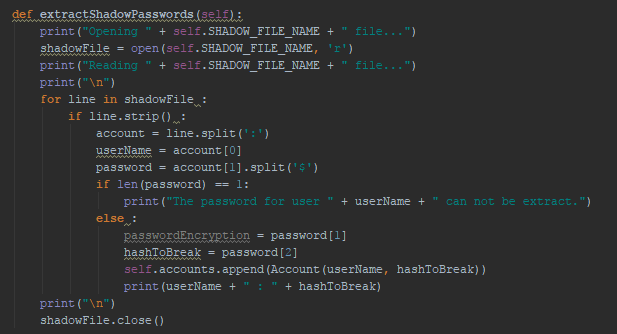 def extractShadowPasswords(self):
    print("Opening " + self.SHADOW_FILE_NAME + " file...")
    shadowFile = open(self.SHADOW_FILE_NAME, 'r')
    print("Reading " + self.SHADOW_FILE_NAME + " file...")
    print("\n")
    for line in shadowFile :
        if line.strip() :
            account = line.split(':')
            userName = account[0]
            password = account[1].split('$')
            if len(password) == 1:
                print("The password for user " + userName + " can not be extract.")
            else :
                passwordEncryption = password[1]
                hashToBreak = password[2]
                self.accounts.append(Account(userName, hashToBreak))
                print(userName + " : " + hashToBreak)
    print("\n")
    shadowFile.close()